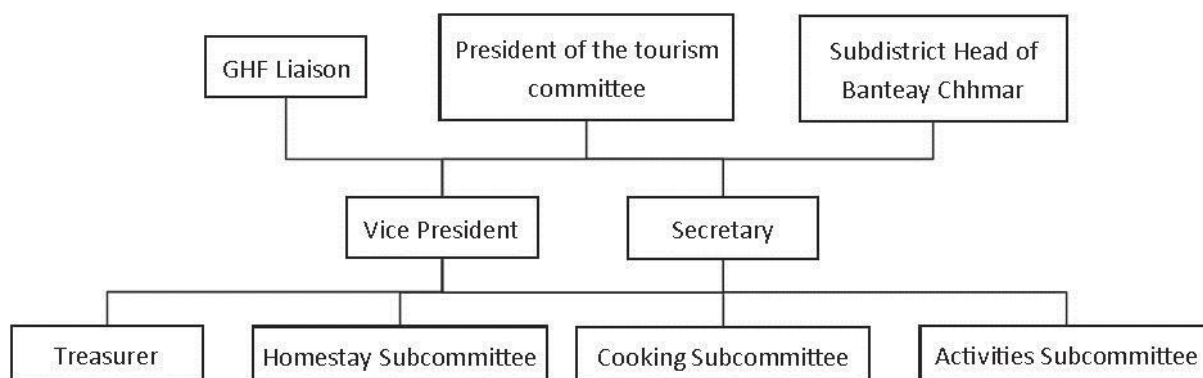 GHF Liaison
President of the tourism
committee
Subdistrict Head of
Banteay Chhmar
Vice President
Secretary
Treasurer
Homestay Subcommittee
Cooking Subcommittee
Activities Subcommittee